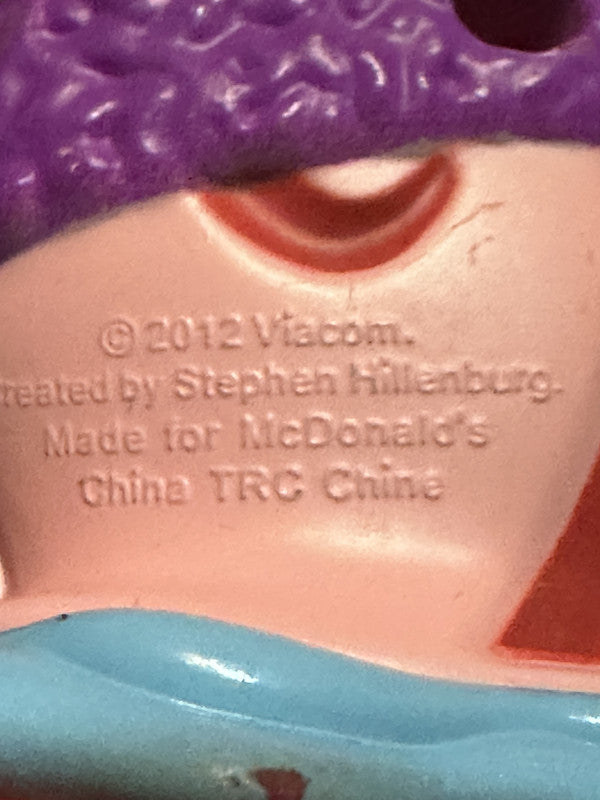 © 2012 Viacom.
reated by Stephen Hillenburg.
Made for McDonald's
China TRC Chine